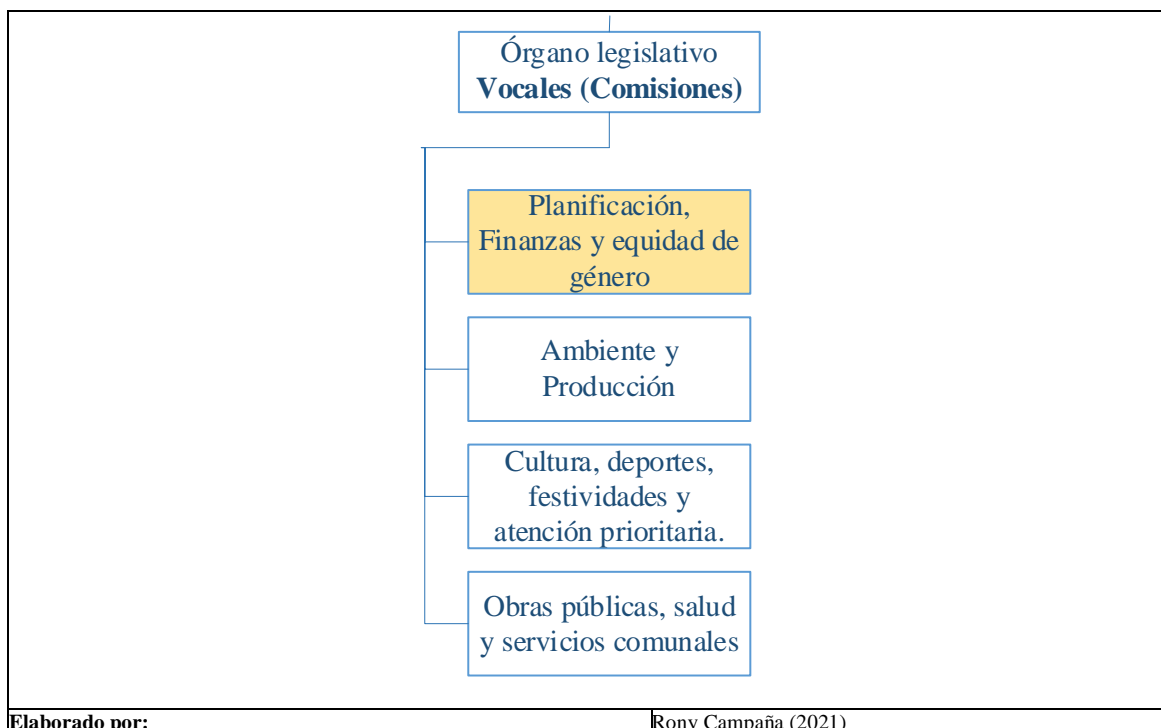 Órgano legislativo
Vocales (Comisiones)
Planificación,
Finanzas y equidad de
género
Ambiente y
Producción
Cultura, deportes,
festividades y
atención prioritaria.
Obras públicas, salud
y servicios comunales
Elaborado por: Rony Campaña (2021)